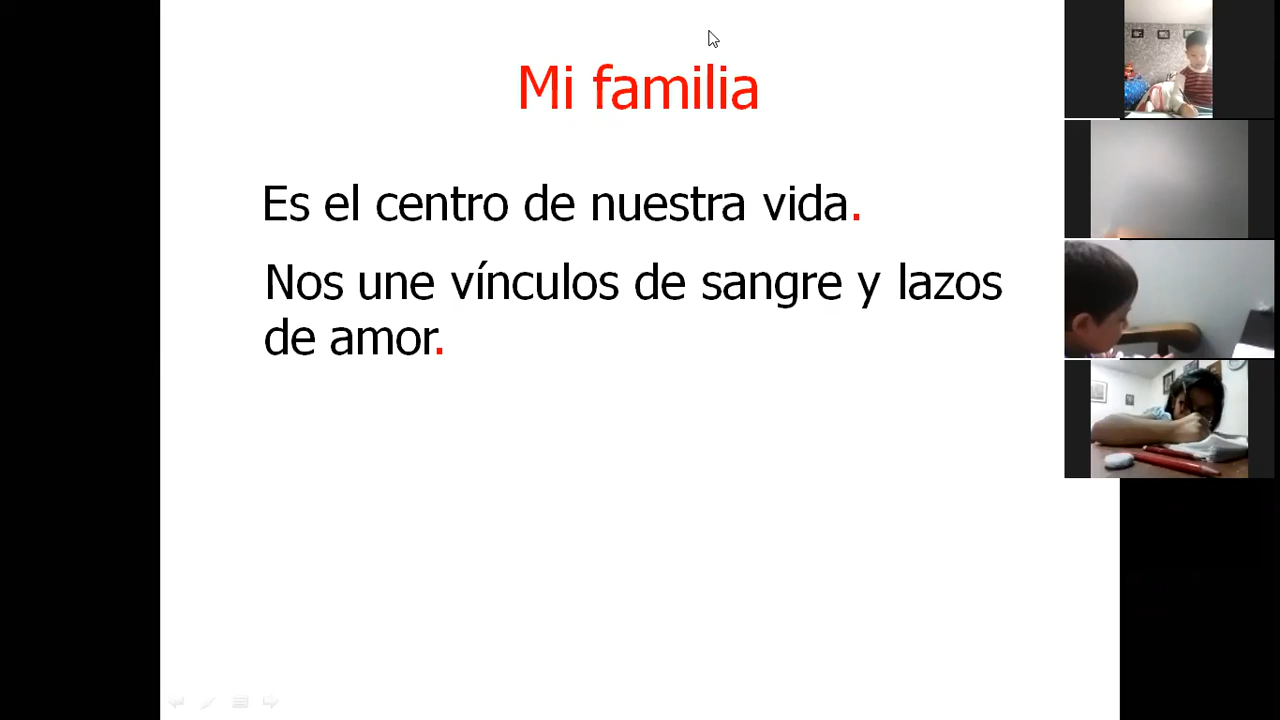 Mi familia
Es el centro de nuestra vida.
Nos une vínculos de sangre y lazos
de amor.